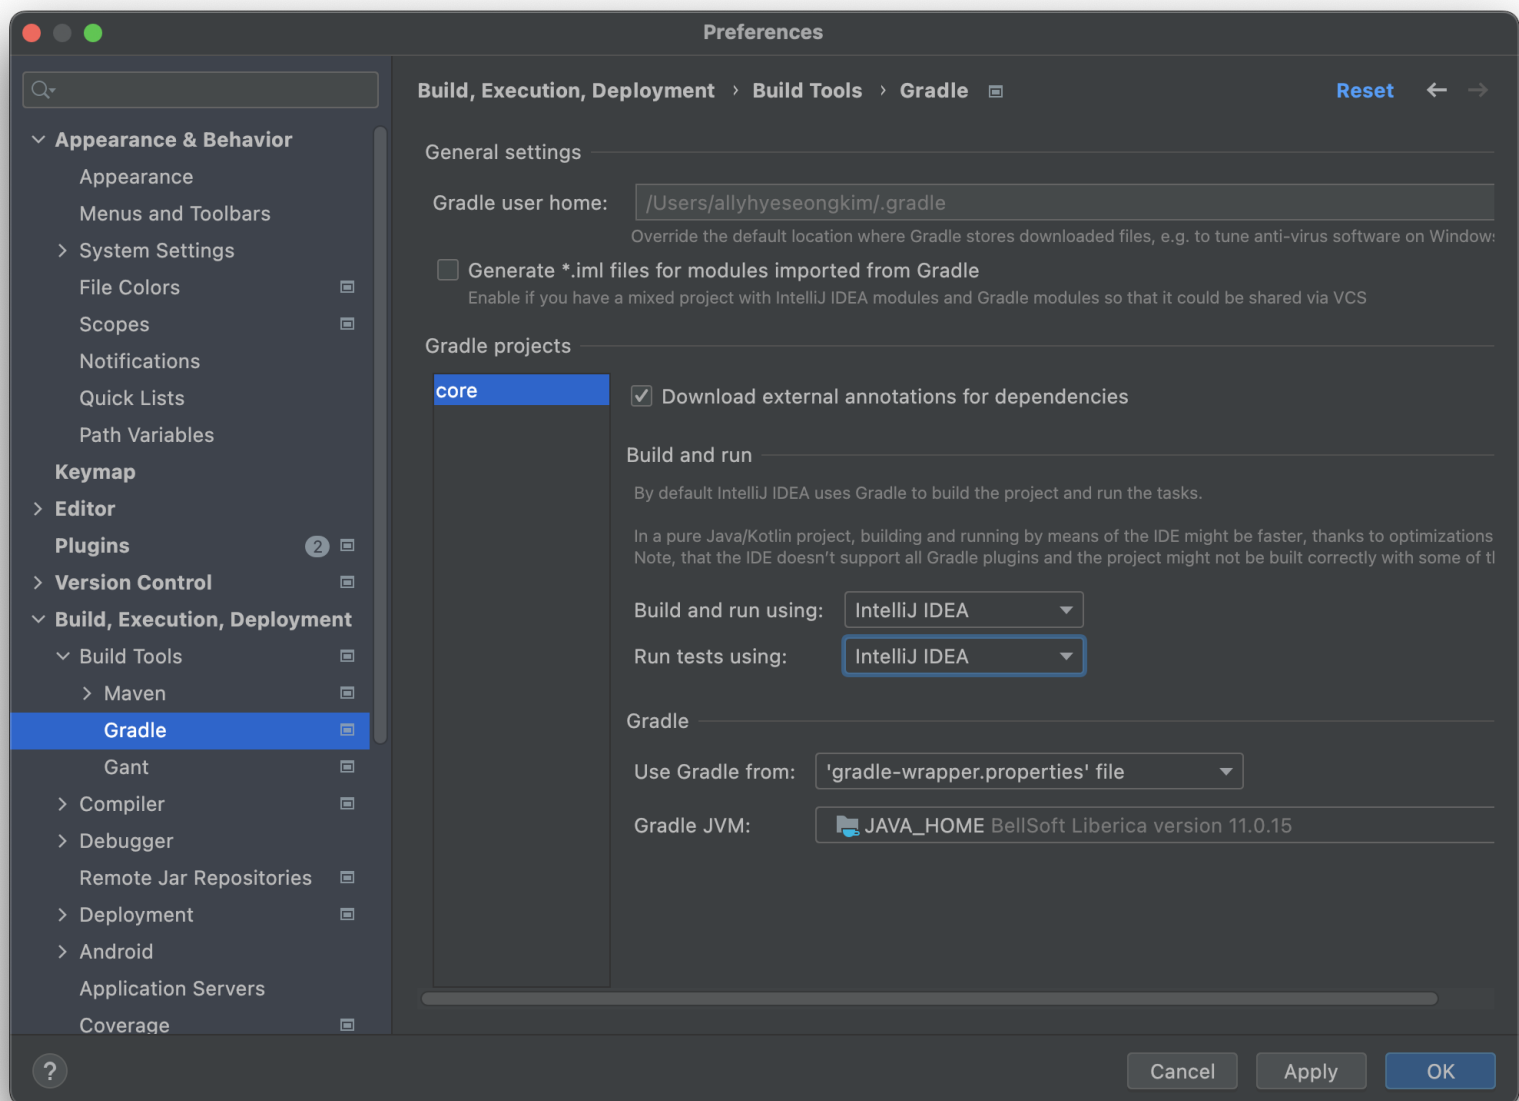 Preferences
Build, Execution, Deployment › Build Tools › Gradle
Reset
Appearance & Behavior
Appearance
Menus and Toolbars
System Settings
File Colors
Scopes
Notifications
Quick Lists
Path Variables
Keymap
Editor
Plugins 2
Version Control
Build, Execution, Deployment
Build Tools
Maven
Gradle
Gant
Compiler
Debugger
Remote Jar Repositories
Deployment
Android
Application Servers
Coverage
General settings
Gradle user home: /Users/allyhyeseongkim/.gradle
Override the default location where Gradle stores downloaded files, e.g. to tune anti-virus software on Windows
Generate *.iml files for modules imported from Gradle
Enable if you have a mixed project with IntelliJ IDEA modules and Gradle modules so that it could be shared via VCS
Gradle projects
core
Download external annotations for dependencies
Build and run
By default IntelliJ IDEA uses Gradle to build the project and run the tasks.
In a pure Java/Kotlin project, building and running by means of the IDE might be faster, thanks to optimizations
Note, that the IDE doesn't support all Gradle plugins and the project might not be built correctly with some of
Build and run using: IntelliJ IDEA
Run tests using: IntelliJ IDEA
Gradle
Use Gradle from: 'gradle-wrapper.properties' file
Gradle JVM: JAVA_HOME BellSoft Liberica version 11.0.15
?
Cancel
Apply
OK